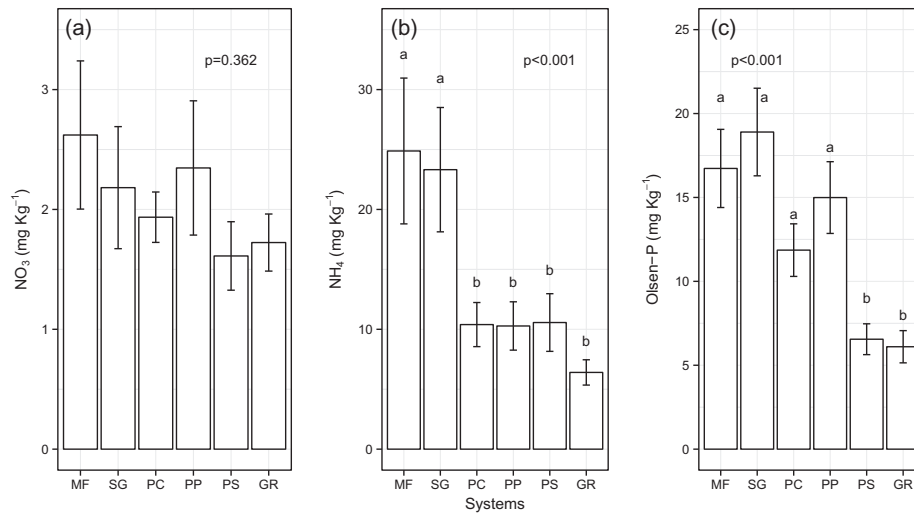 (a)
p=0.362
3
2
1
0
NO₃ (mg Kg⁻¹)
MF SG PC PP PS GR
(b)
p<0.001
a
a
b
b
b
b
30
20
10
0
NH₄ (mg Kg⁻¹)
MF SG PC PP PS GR
Systems
(c)
p<0.001
a
a
a
a
b
b
25
20
15
10
5
0
Olsen−P (mg Kg⁻¹)
MF SG PC PP PS GR